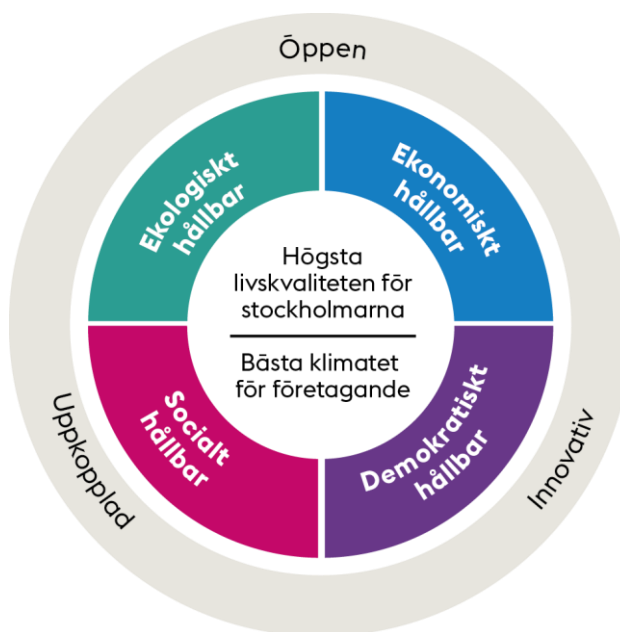 Öppen
Ekologiskt
hållbar
Ekonomiskt
hållbar
Högsta
livskvaliteten för
stockholmarna
Bästa klimatet
för företagande
Socialt
hållbar
Demokratiskt
hållbar
Uppkopplad
Innovativ